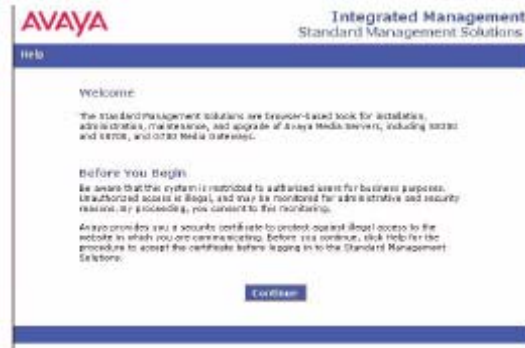 AVAYA
Integrated Management
Standard Management Solutions
Help
Welcome
The Standard Management Solutions are browser-based tools for installation,
administration, maintenance, and upgrade of Avaya Media Servers, including
and S8700, and G700 Media Gateways.
Before You Begin
Be aware that this system is restricted to authorized users for business purposes.
Unauthorized access is illegal, and may be monitored for administrative and security
reasons. By proceeding, you consent to this monitoring.
Avaya provides you a security certificate to protect against illegal access to the
website in which you are communicating. Before you continue, click Help for the
procedure to accept the certificate before logging in to the Standard Management
Solutions.
Continue